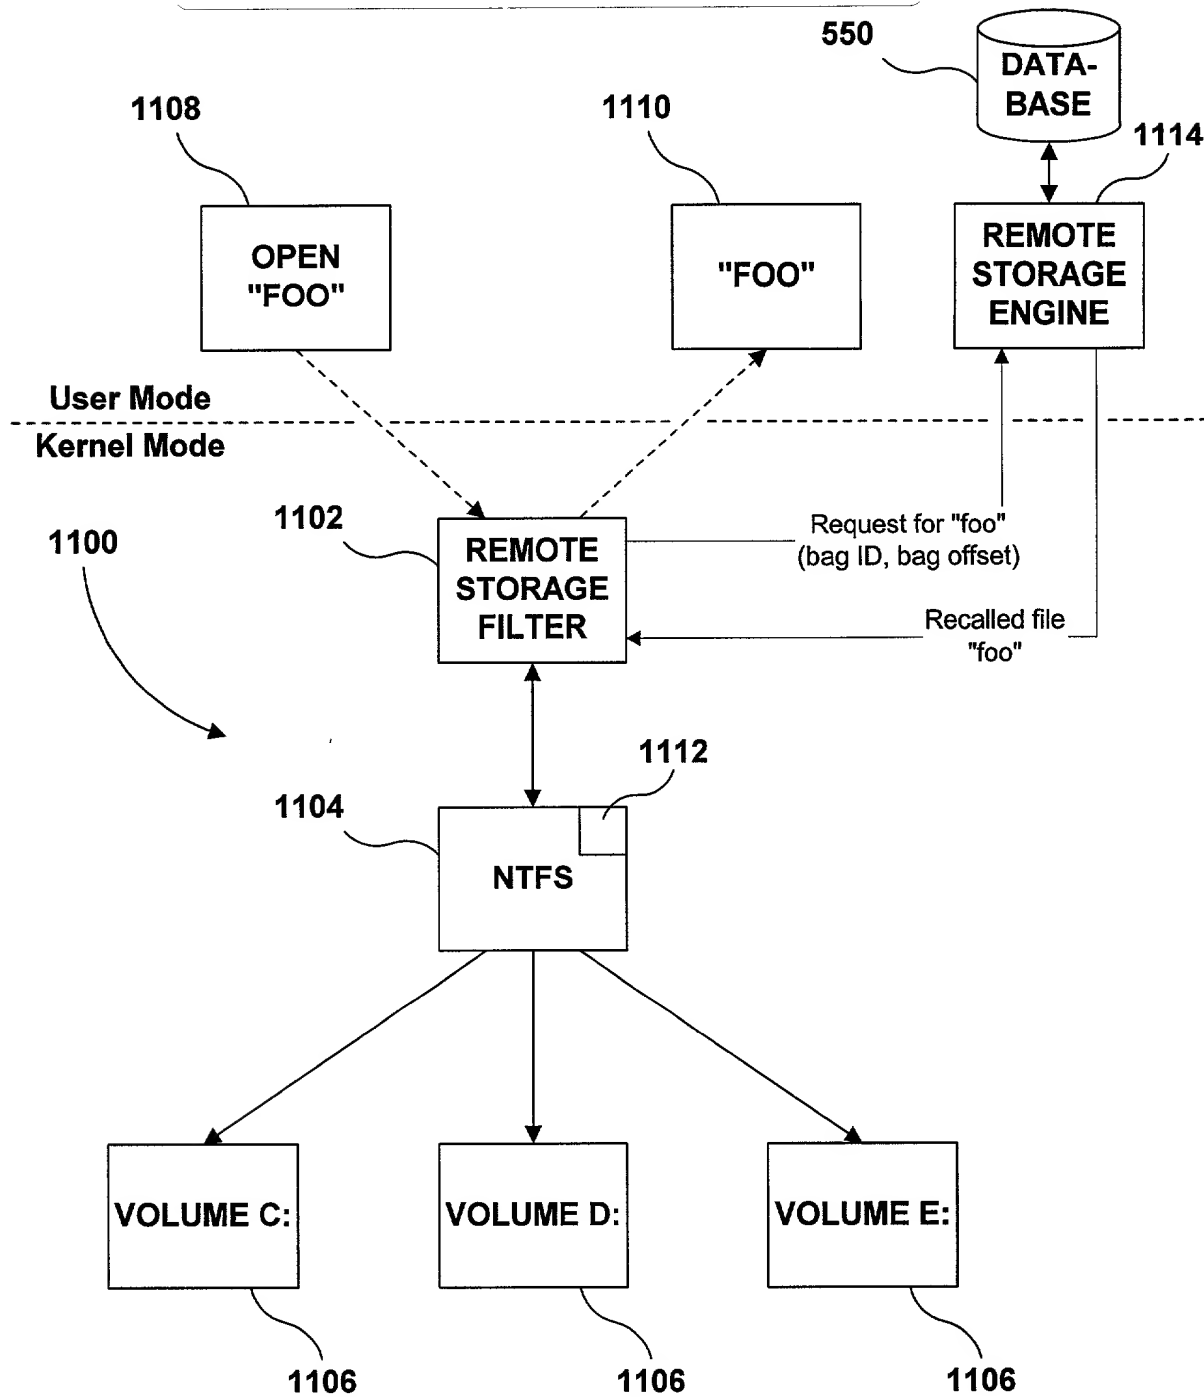 550
DATA-
BASE
1108
1110
1114
OPEN
"FOO"
"FOO"
REMOTE
STORAGE
ENGINE
User Mode
Kernel Mode
1100
1102
REMOTE
STORAGE
FILTER
Request for "foo"
(bag ID, bag offset)
Recalled file
"foo"
1112
1104
NTFS
VOLUME C:
VOLUME D:
VOLUME E:
1106
1106
1106